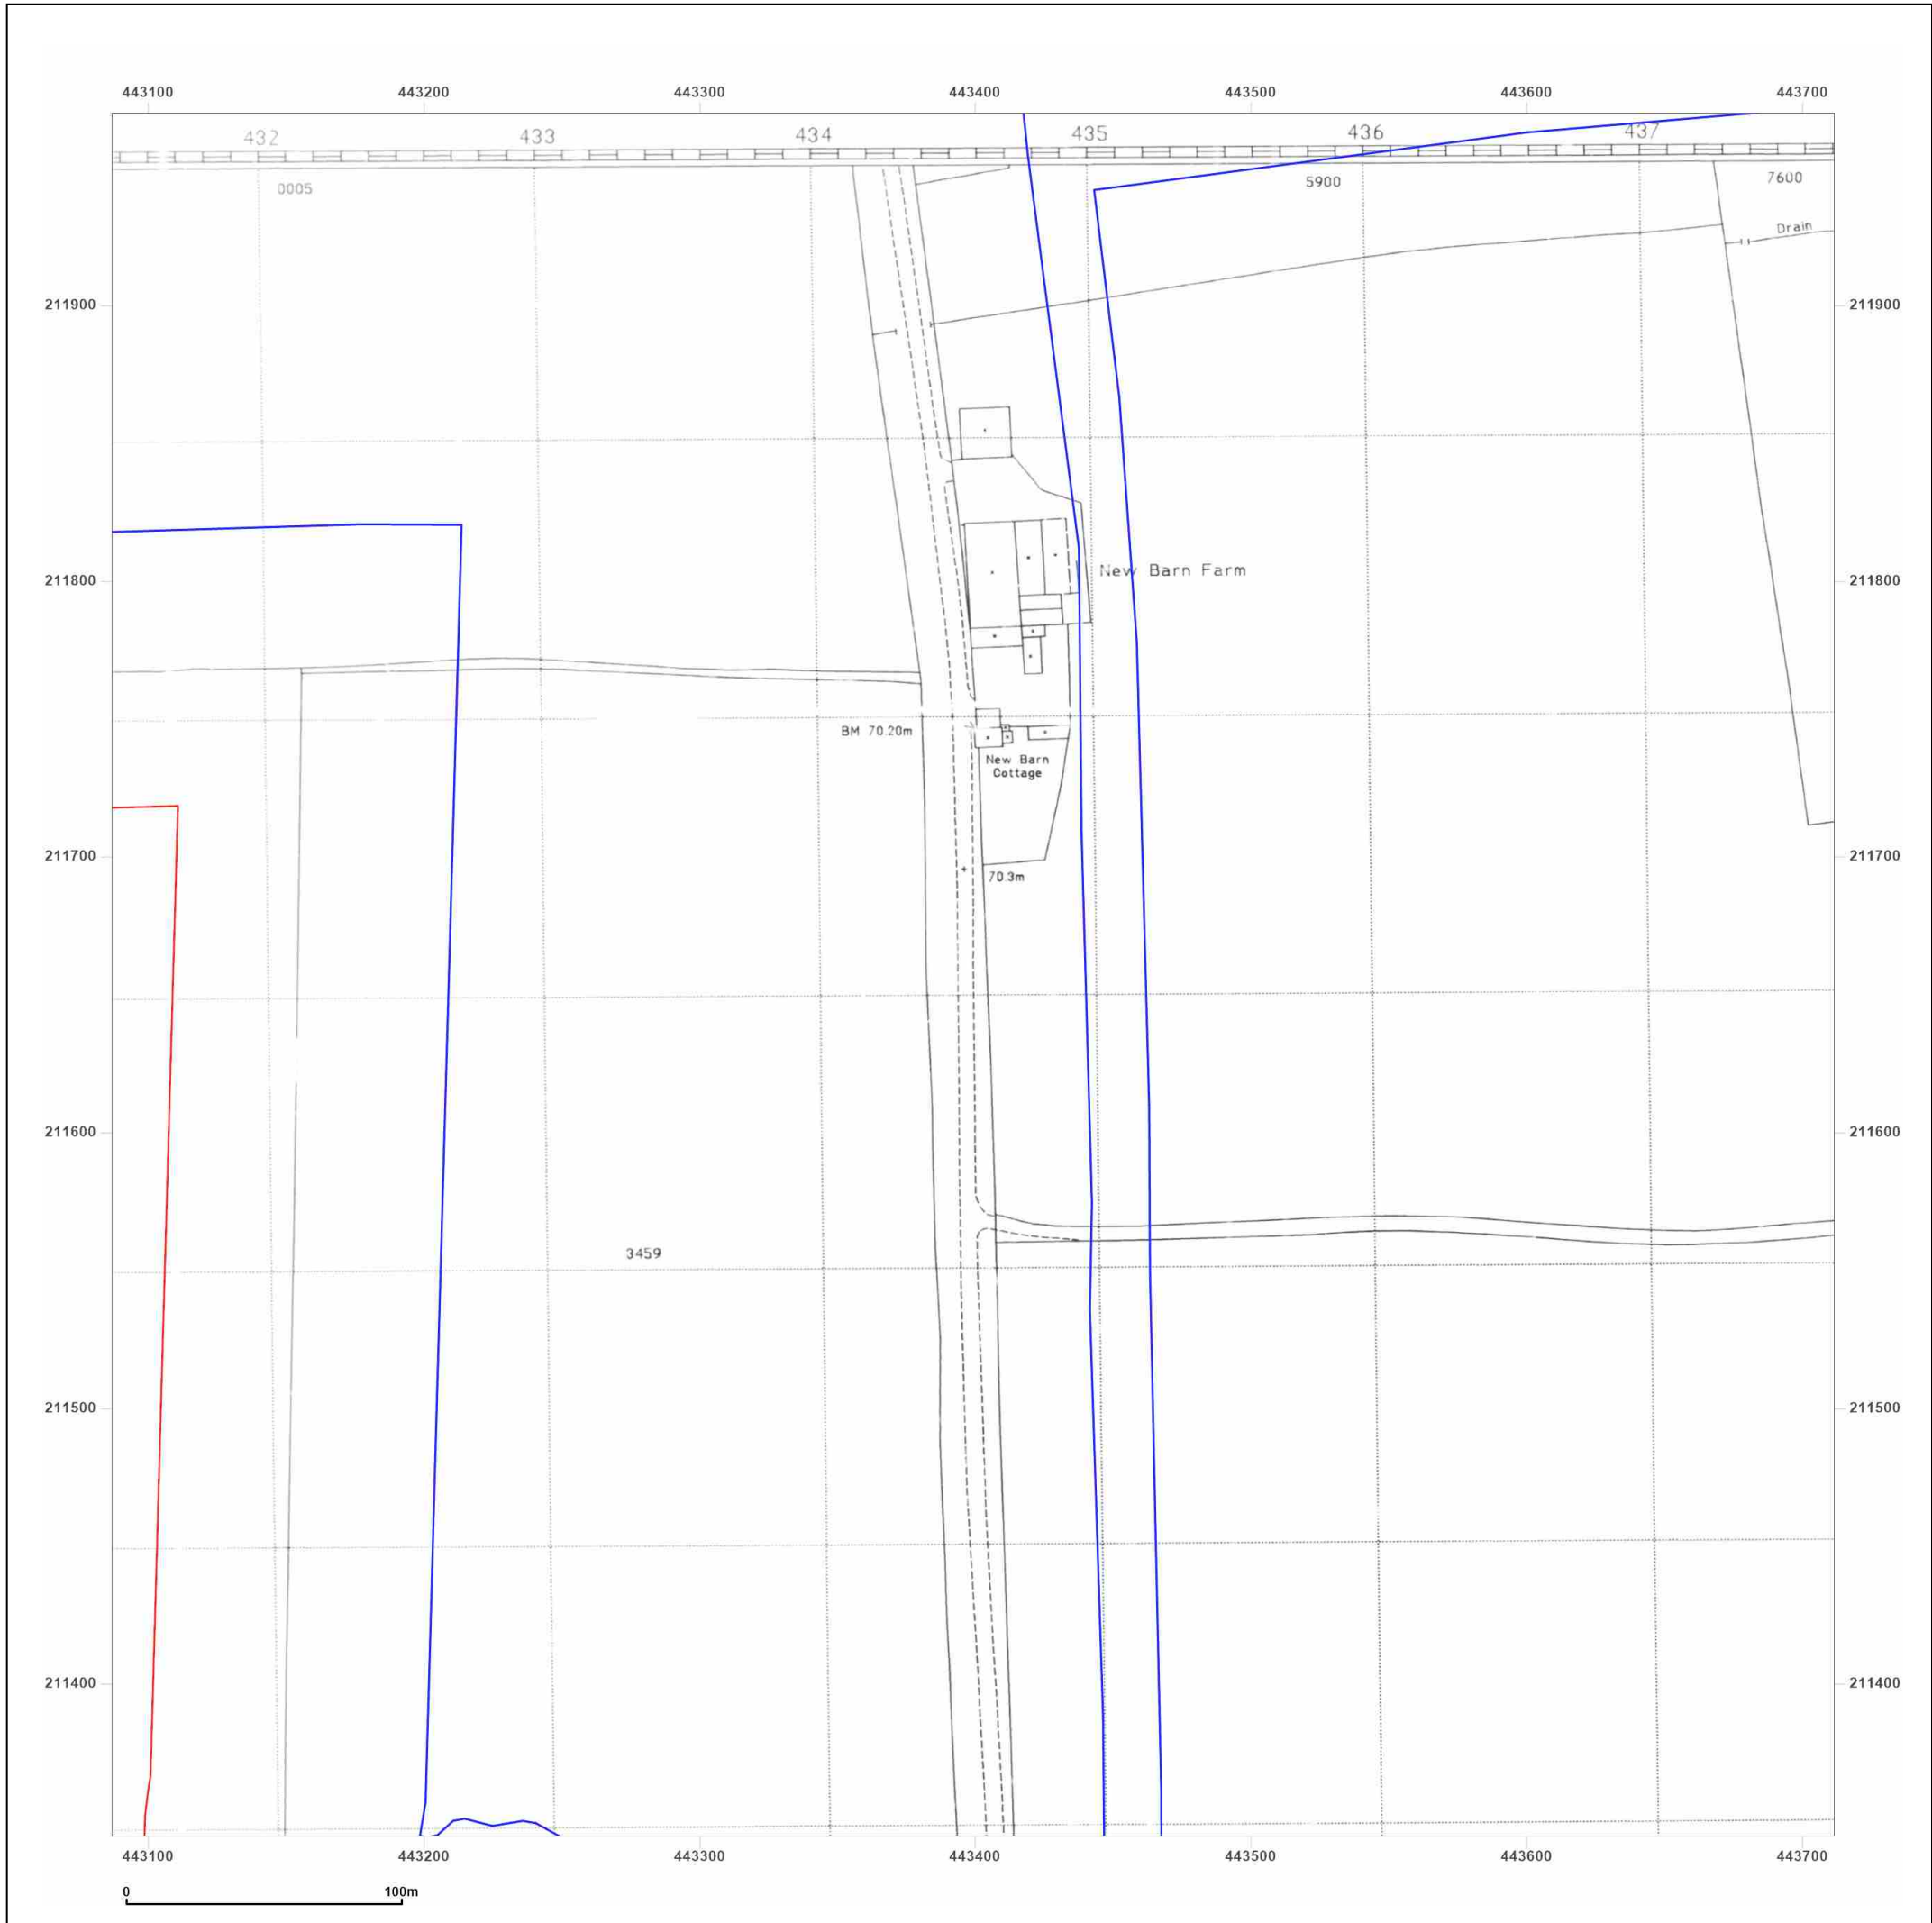 443100 443200 443300 443400 443500 443600 443700
432 433 434 435 436 437
0005 5900 7600
Drain
211900 211900
211800 New Barn Farm 211800
BM 70.20m
New Barn
Cottage
211700 211700
70.3m
211600 211600
3459
211500 211500
211400 211400
443100 443200 443300 443400 443500 443600 443700
0 100m